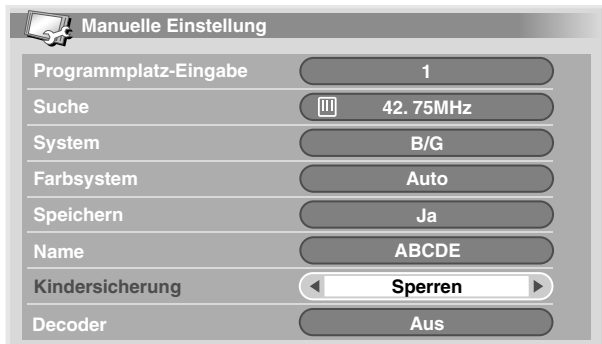 Manuelle Einstellung
Programmplatz-Eingabe 1
Suche 42. 75MHz
System B/G
Farbsystem Auto
Speichern Ja
Name ABCDE
Kindersicherung Sperren
Decoder Aus